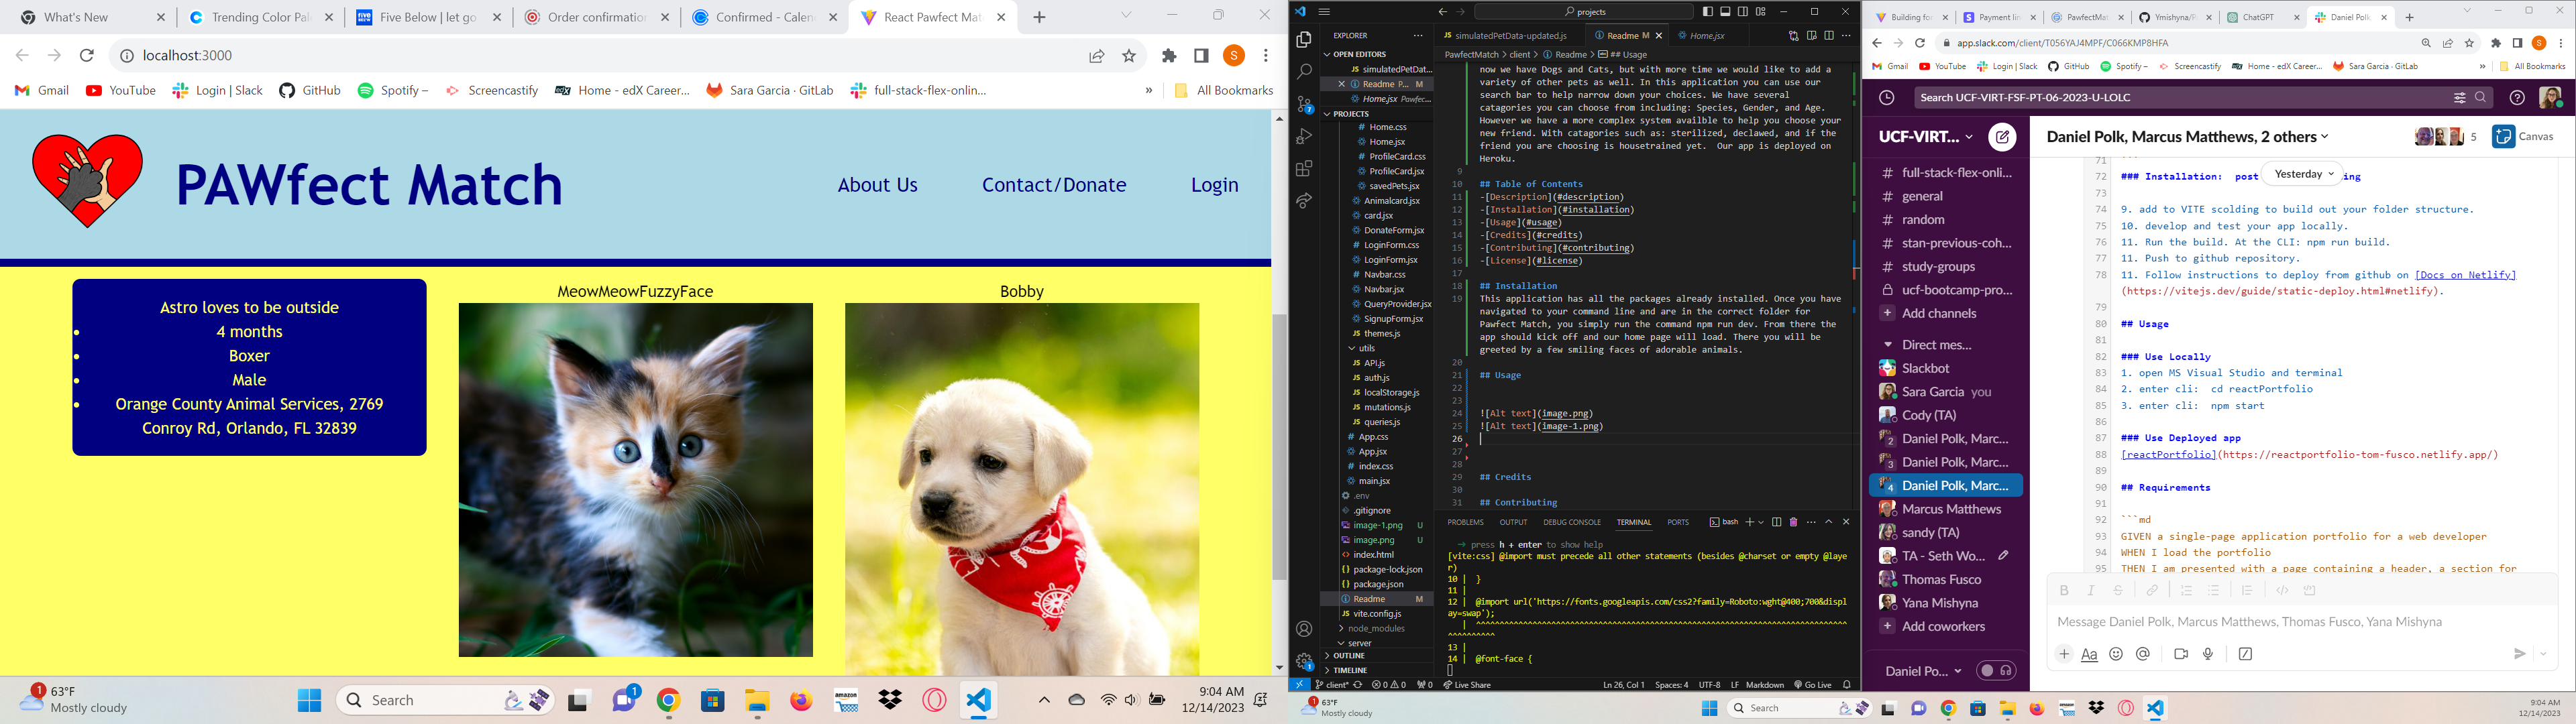 What's New
Trending Color Pal
Five Below | let go
Order confirmation
Confirmed - Calen
React Pawfect Mat
localhost:3000
Gmail
YouTube
Login | Slack
GitHub
Spotify –
Screencastify
Home - edX Career...
Sara Garcia · GitLab
full-stack-flex-onlin...
»
All Bookmarks
PAWfect Match
About Us
Contact/Donate
Login
Astro loves to be outside
4 months
Boxer
Male
Orange County Animal Services, 2769
Conroy Rd, Orlando, FL 32839
MeowMeowFuzzyFace
Bobby
63°F
Mostly cloudy
Search
9:04 AM
12/14/2023
projects
EXPLORER
OPEN EDITORS
simulatedPetDat...
Readme P... M
Home.jsx Pawfec...
PROJECTS
Home.css
Home.jsx
ProfileCard.css
ProfileCard.jsx
savedPets.jsx
Animalcard.jsx
card.jsx
DonateForm.jsx
LoginForm.css
LoginForm.jsx
Navbar.css
Navbar.jsx
QueryProvider.jsx
SignupForm.jsx
themes.js
utils
API.js
auth.js
localStorage.js
mutations.js
queries.js
App.css
App.jsx
index.css
main.jsx
.env
.gitignore
image-1.png U
image.png U
index.html
package-lock.json
package.json
Readme M
vite.config.js
node_modules
server
OUTLINE
TIMELINE
simulatedPetData-updated.js
Readme M
Home.jsx
PawfectMatch > client > Readme > ## Usage
now we have Dogs and Cats, but with more time we would like to add a
variety of other pets as well. In this application you can use our
search bar to help narrow down your choices. We have several
catagories you can choose from including: Species, Gender, and Age.
However we have a more complex system availble to help you choose your
new friend. With catagories such as: sterilized, declawed, and if the
friend you are choosing is housetrained yet.  Our app is deployed on
Heroku.
9
10 ## Table of Contents
11 -[Description](#description)
12 -[Installation](#installation)
13 -[Usage](#usage)
14 -[Credits](#credits)
15 -[Contributing](#contributing)
16 -[License](#license)
17
18 ## Installation
19 This application has all the packages already installed. Once you have
navigated to your command line and are in the correct folder for
Pawfect Match, you simply run the command npm run dev. From there the
app should kick off and our home page will load. There you will be
greeted by a few smiling faces of adorable animals.
20
21 ## Usage
22
23
24 ![Alt text](image.png)
25 ![Alt text](image-1.png)
26
27
28
29 ## Credits
30
31 ## Contributing
PROBLEMS OUTPUT DEBUG CONSOLE TERMINAL PORTS
bash
➜ press h + enter to show help
[vite:css] @import must precede all other statements (besides @charset or empty @laye
r)
10 |  }
11 |
12 |  @import url('https://fonts.googleapis.com/css2?family=Roboto:wght@400;700&displ
ay=swap');
13 |
14 |  @font-face {
client*
0 0
0
Live Share
Ln 26, Col 1
Spaces: 4
UTF-8
LF
Markdown
Go Live
63°F
Mostly cloudy
Search
9:04 AM
12/14/2023
Building fo
Payment lin
PawfectMat
Ymishyna/P
ChatGPT
Daniel Polk
app.slack.com/client/T056YAJ4MPF/C066KMP8HFA
Gmail
YouTube
Login | Slack
GitHub
Spotify –
Screencastify
Home - edX Career...
Sara Garcia · GitLab
»
All Bookmarks
Search UCF-VIRT-FSF-PT-06-2023-U-LOLC
UCF-VIRT...
# full-stack-flex-onli...
# general
# random
# stan-previous-coh...
# study-groups
ucf-bootcamp-pro...
Add channels
Direct mes...
Slackbot
Sara Garcia you
Cody (TA)
2 Daniel Polk, Marc...
3 Daniel Polk, Marc...
4 Daniel Polk, Marc...
Marcus Matthews
sandy (TA)
TA - Seth Wo...
Thomas Fusco
Yana Mishyna
Add coworkers
Daniel Po...
Daniel Polk, Marcus Matthews, 2 others
5
Canvas
Yesterday
71
72 ### Installation:  post
73
74 9. add to VITE scolding to build out your folder structure.
75 10. develop and test your app locally.
76 11. Run the build. At the CLI: npm run build.
77 11. Push to github repository.
78 11. Follow instructions to deploy from github on [Docs on Netlify]
(https://vitejs.dev/guide/static-deploy.html#netlify).
79
80 ## Usage
81
82 ### Use Locally
83 1. open MS Visual Studio and terminal
84 2. enter cli:  cd reactPortfolio
85 3. enter cli:  npm start
86
87 ### Use Deployed app
88 [reactPortfolio](https://reactportfolio-tom-fusco.netlify.app/)
89
90 ## Requirements
91
92 ```md
93 GIVEN a single-page application portfolio for a web developer
94 WHEN I load the portfolio
95 THEN I am presented with a page containing a header, a section for
Message Daniel Polk, Marcus Matthews, Thomas Fusco, Yana Mishyna